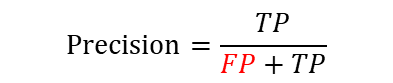 Precision = TP / FP + TP